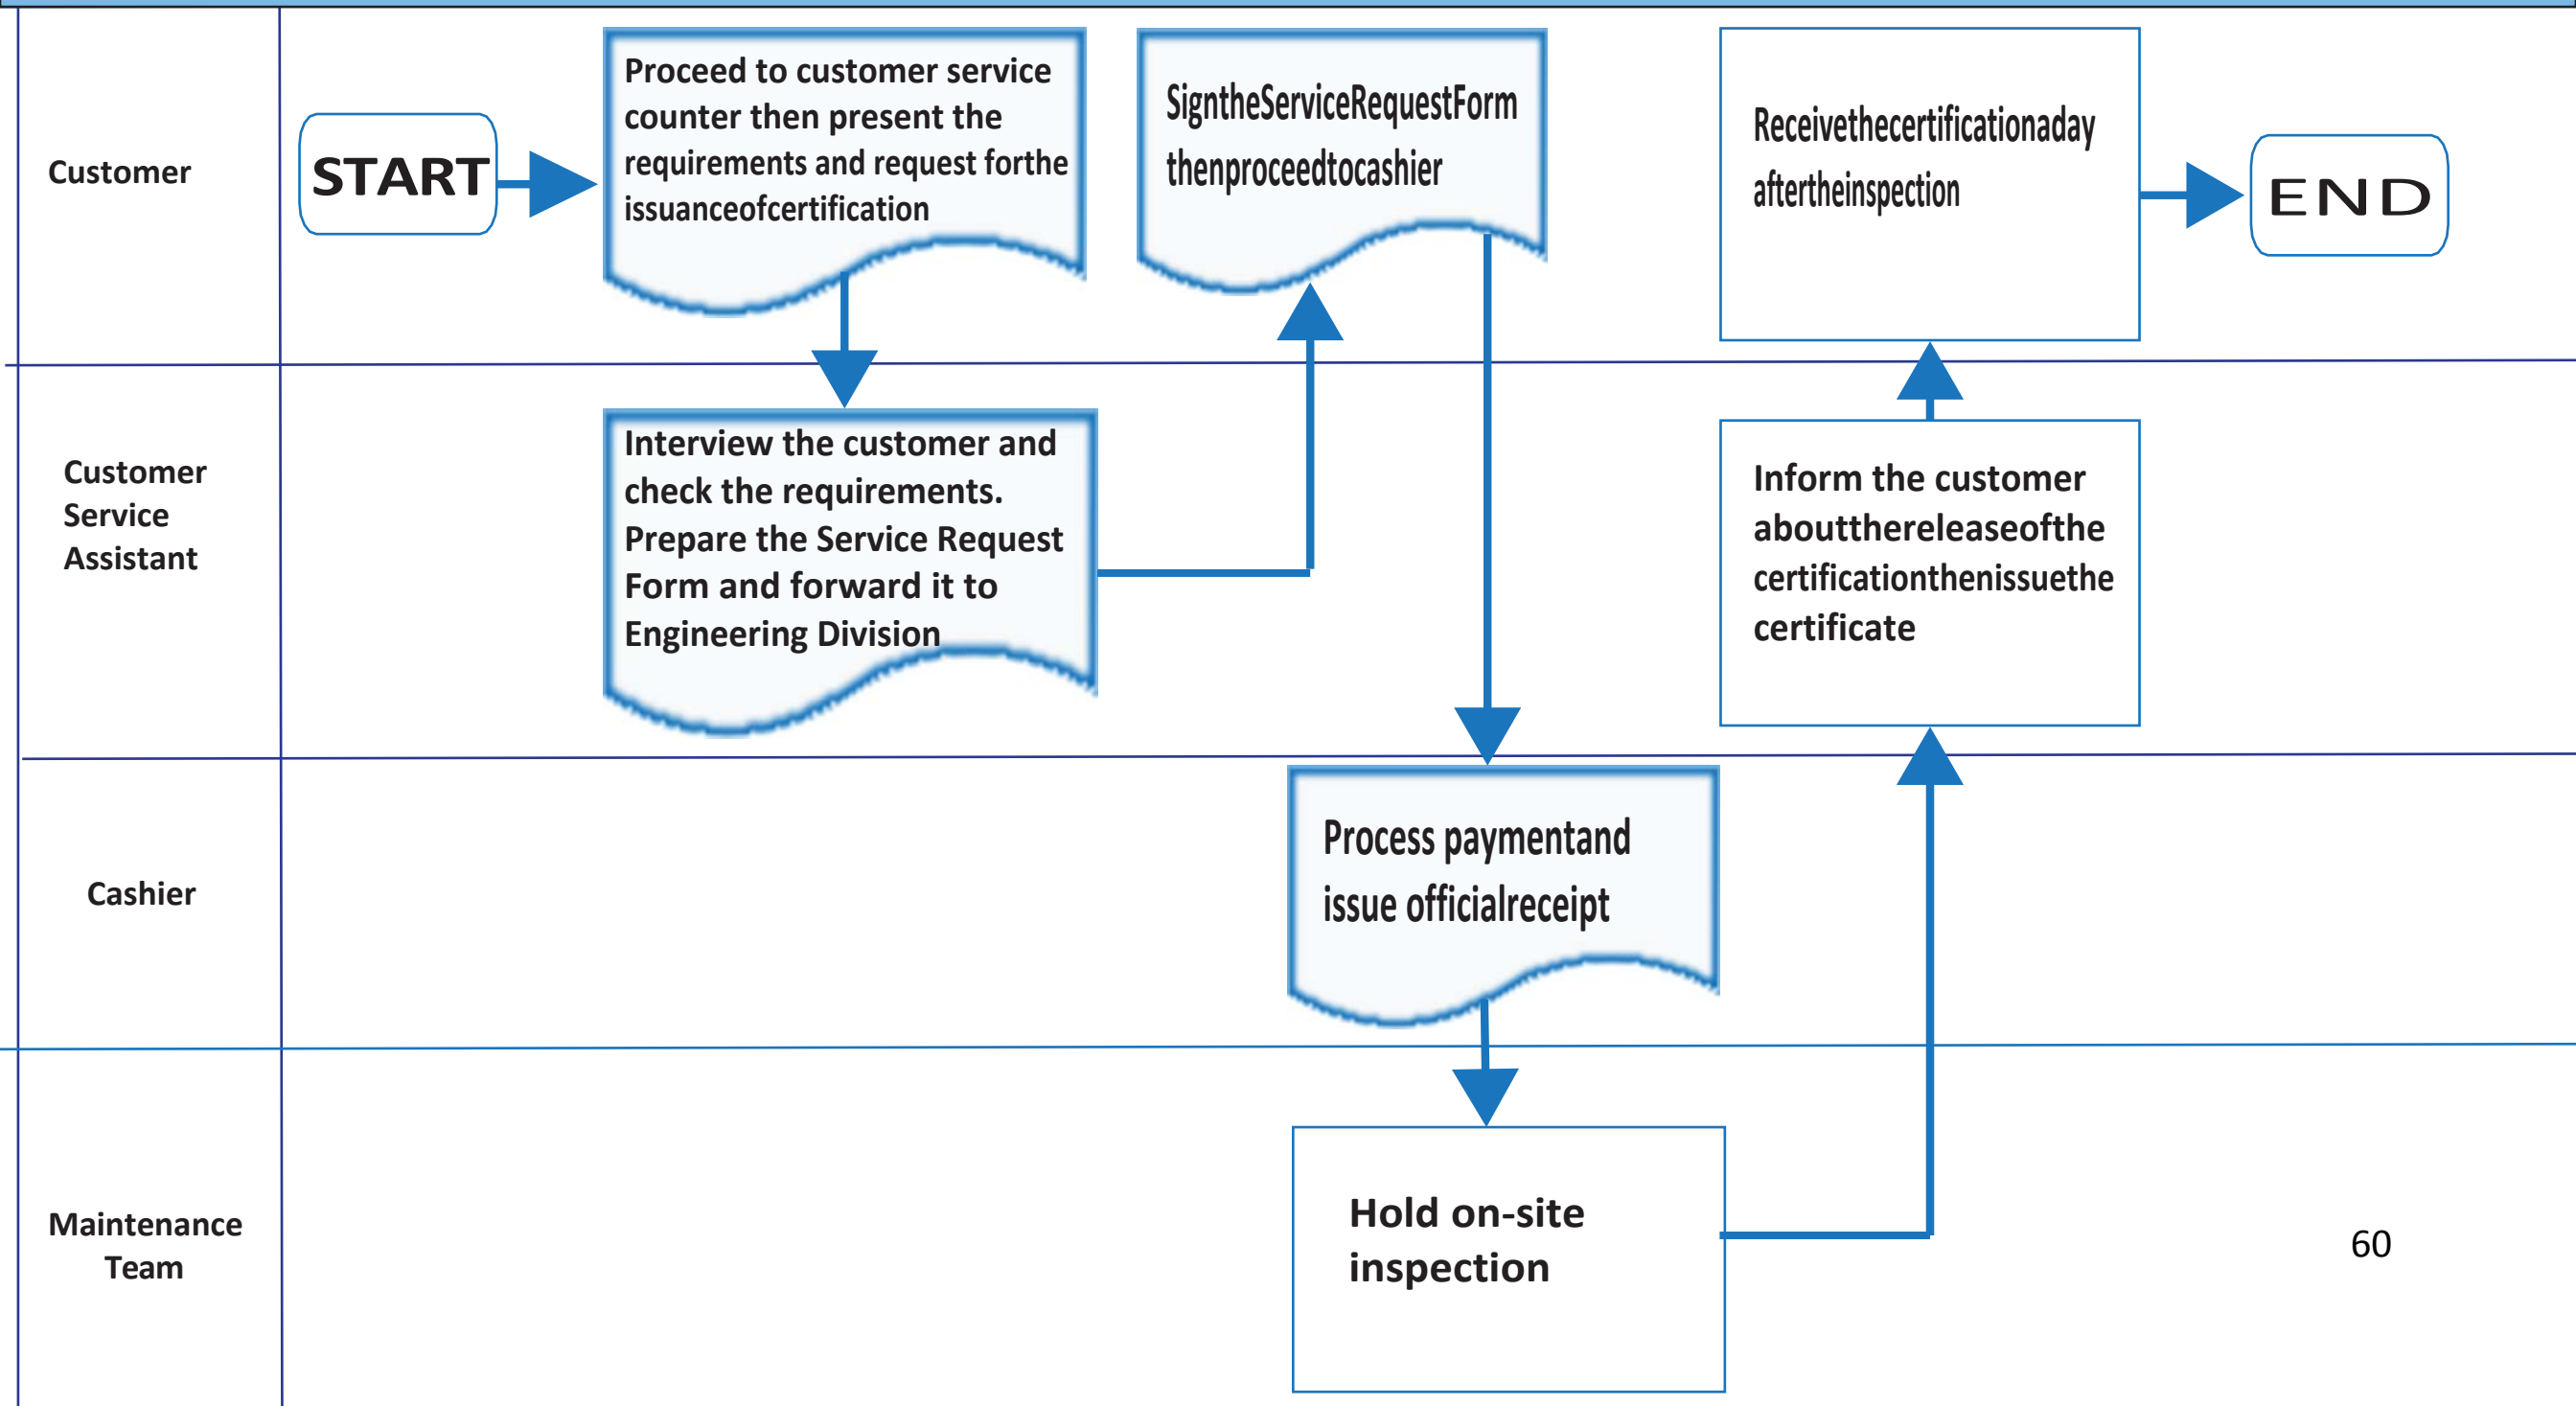 Customer
START
Proceed to customer service
counter then present the
requirements and request forthe
issuanceofcertification
SigntheServiceRequestForm
thenproceedtocashier
Receivethecertificationaday
aftertheinspection
END
Customer
Service
Assistant
Interview the customer and
check the requirements.
Prepare the Service Request
Form and forward it to
Engineering Division
Inform the customer
aboutthereleaseofthe
certificationthenissuethe
certificate
Cashier
Process paymentand
issue officialreceipt
Maintenance
Team
Hold on-site
inspection
60